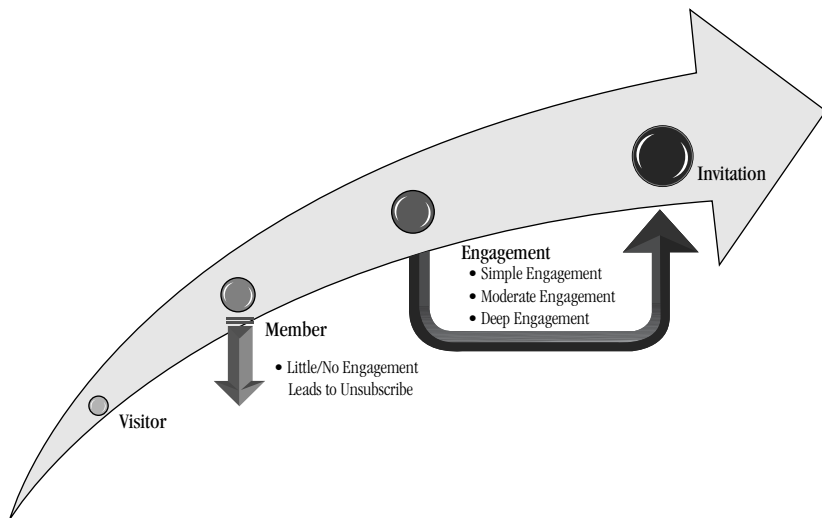 Invitation
Engagement
• Simple Engagement
• Moderate Engagement
• Deep Engagement
Member
• Little/No Engagement
Leads to Unsubscribe
Visitor